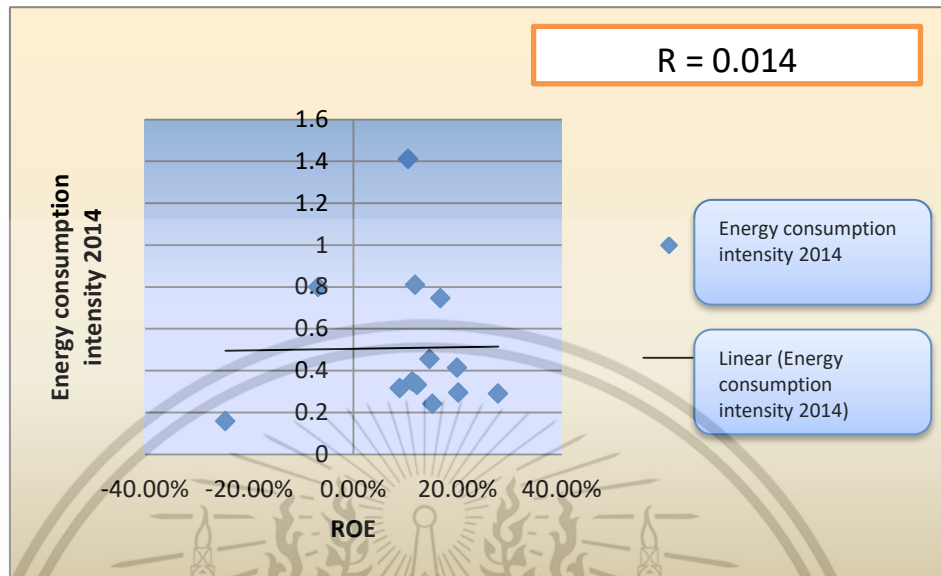 R = 0.014
1.6
1.4
1.2
1
0.8
0.6
0.4
0.2
0
Energy consumption
intensity 2014
-40.00% -20.00% 0.00% 20.00% 40.00%
ROE
Energy consumption
intensity 2014
Linear (Energy
consumption
intensity 2014)